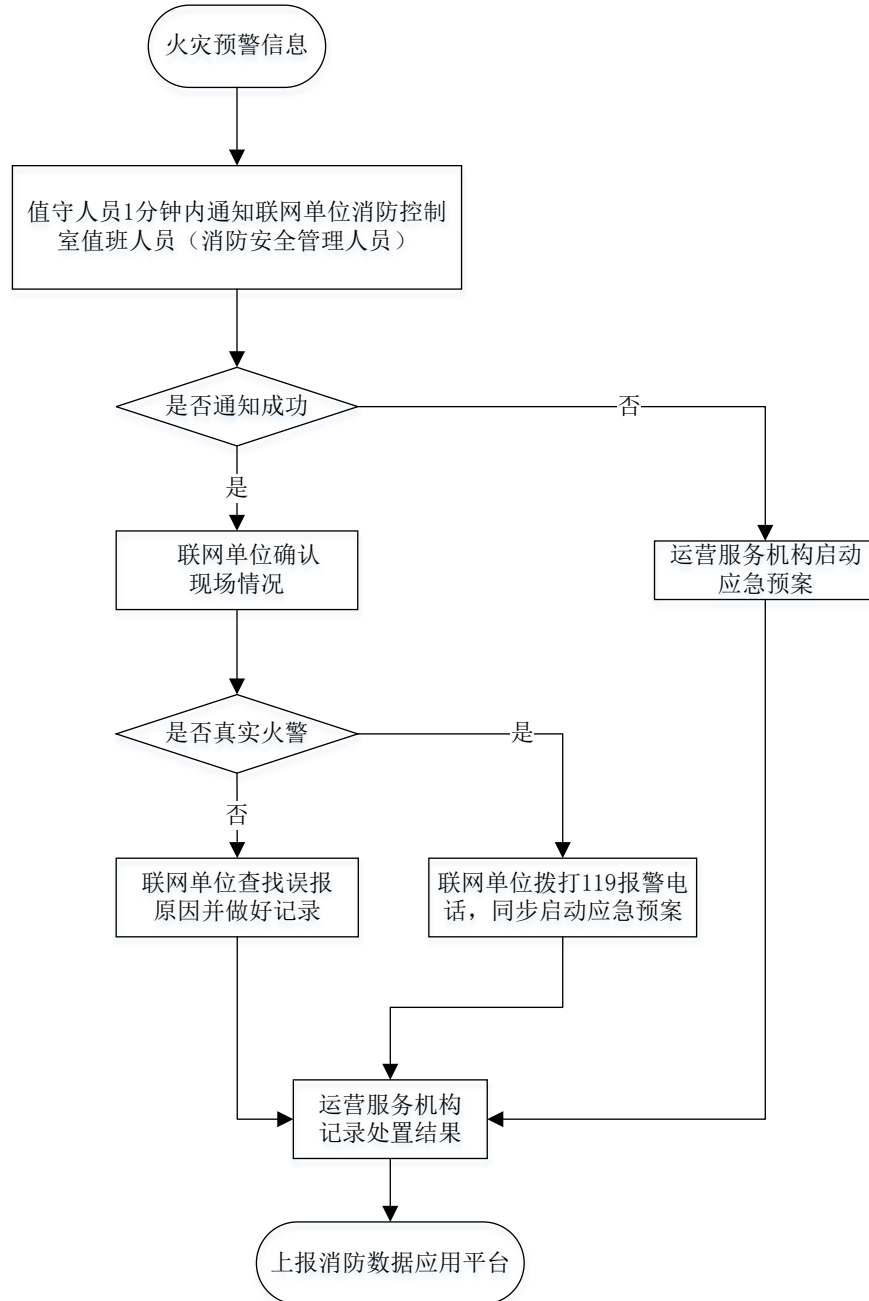 火灾预警信息
值守人员1分钟内通知联网单位消防控制
室值班人员（消防安全管理人员）
是否通知成功
否
是
联网单位确认
现场情况
运营服务机构启动
应急预案
是否真实火警
是
否
联网单位查找误报
原因并做好记录
联网单位拨打119报警电
话，同步启动应急预案
运营服务机构
记录处置结果
上报消防数据应用平台